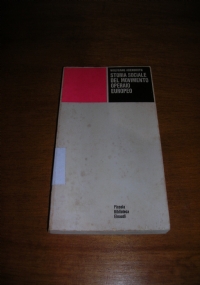 STORIA SOCIALE
DEL MOVIMENTO
OPERAIO
EUROPEO
Piccola
Biblioteca
Einaudi